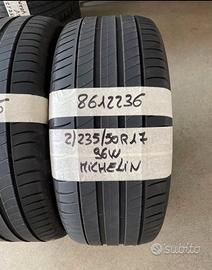 8612236
2/235/50R17
96W
MICHELIN
subito